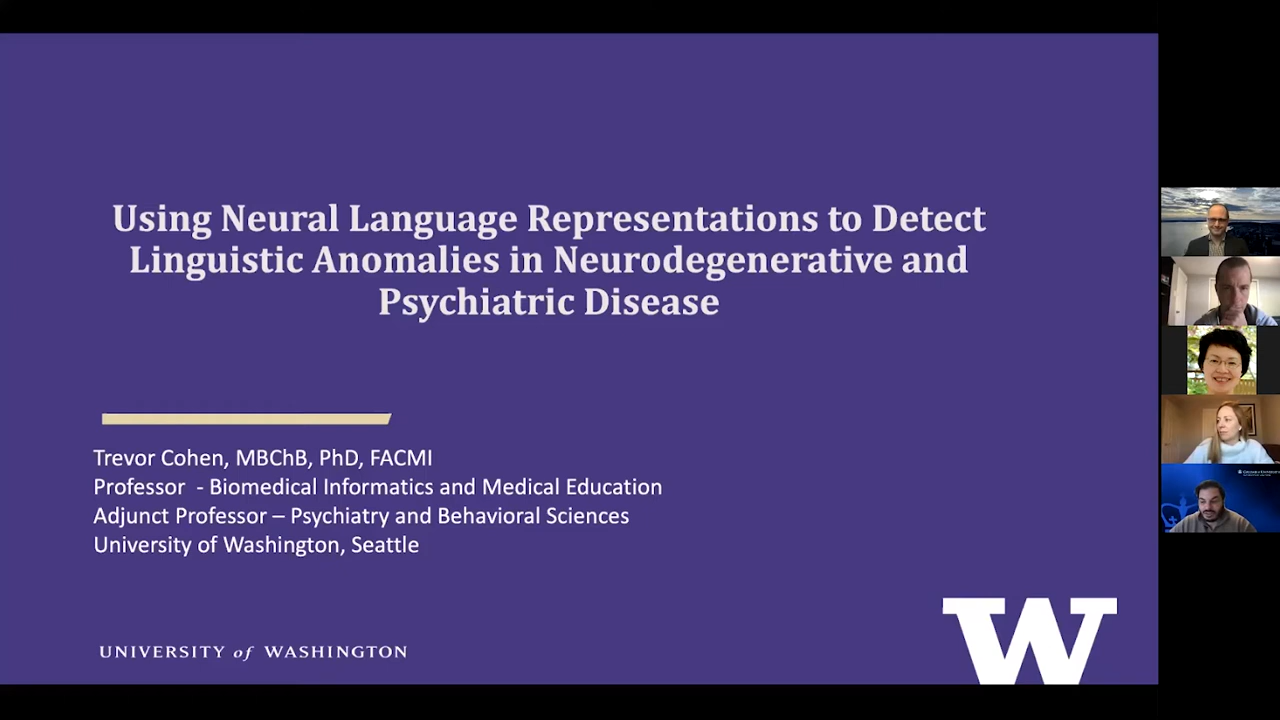 Using Neural Language Representations to Detect
Linguistic Anomalies in Neurodegenerative and
Psychiatric Disease
Trevor Cohen, MBChB, PhD, FACMI
Professor - Biomedical Informatics and Medical Education
Adjunct Professor – Psychiatry and Behavioral Sciences
University of Washington, Seattle
UNIVERSITY of WASHINGTON
W